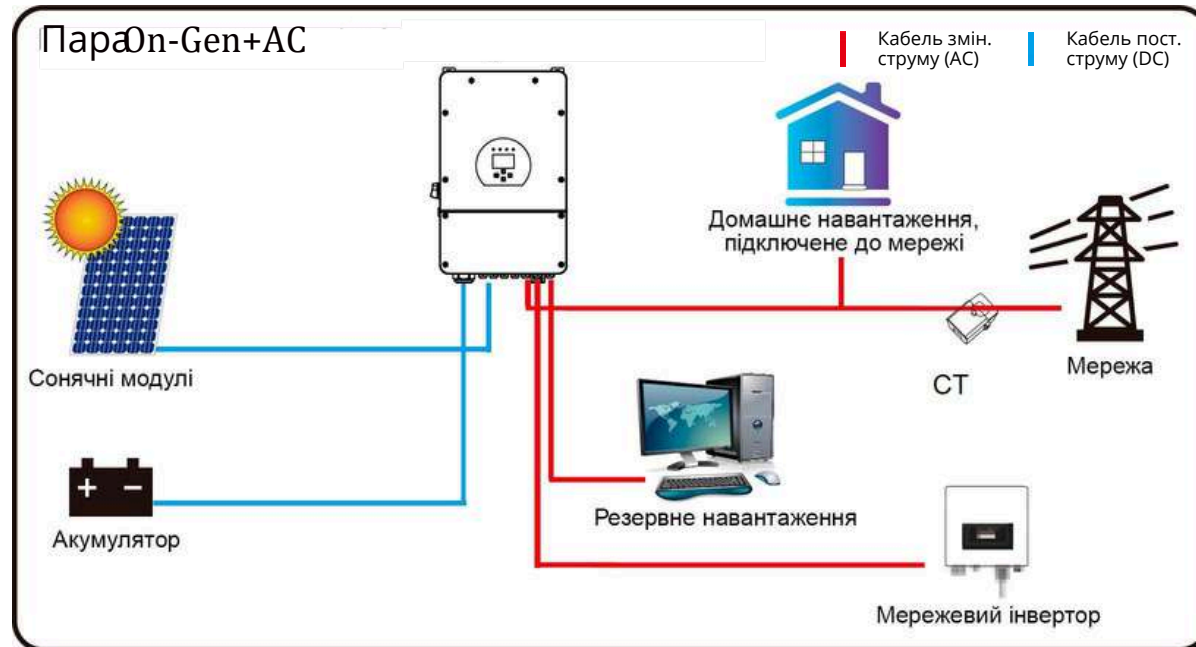 ПараOn-Gen+AC
Кабель змін.
струму (AC)
Кабель пост.
струму (DC)
Домашнє навантаження,
підключене до мережі
Сонячні модулі
CT
Мережа
Резервне навантаження
Акумулятор
Мережевий інвертор